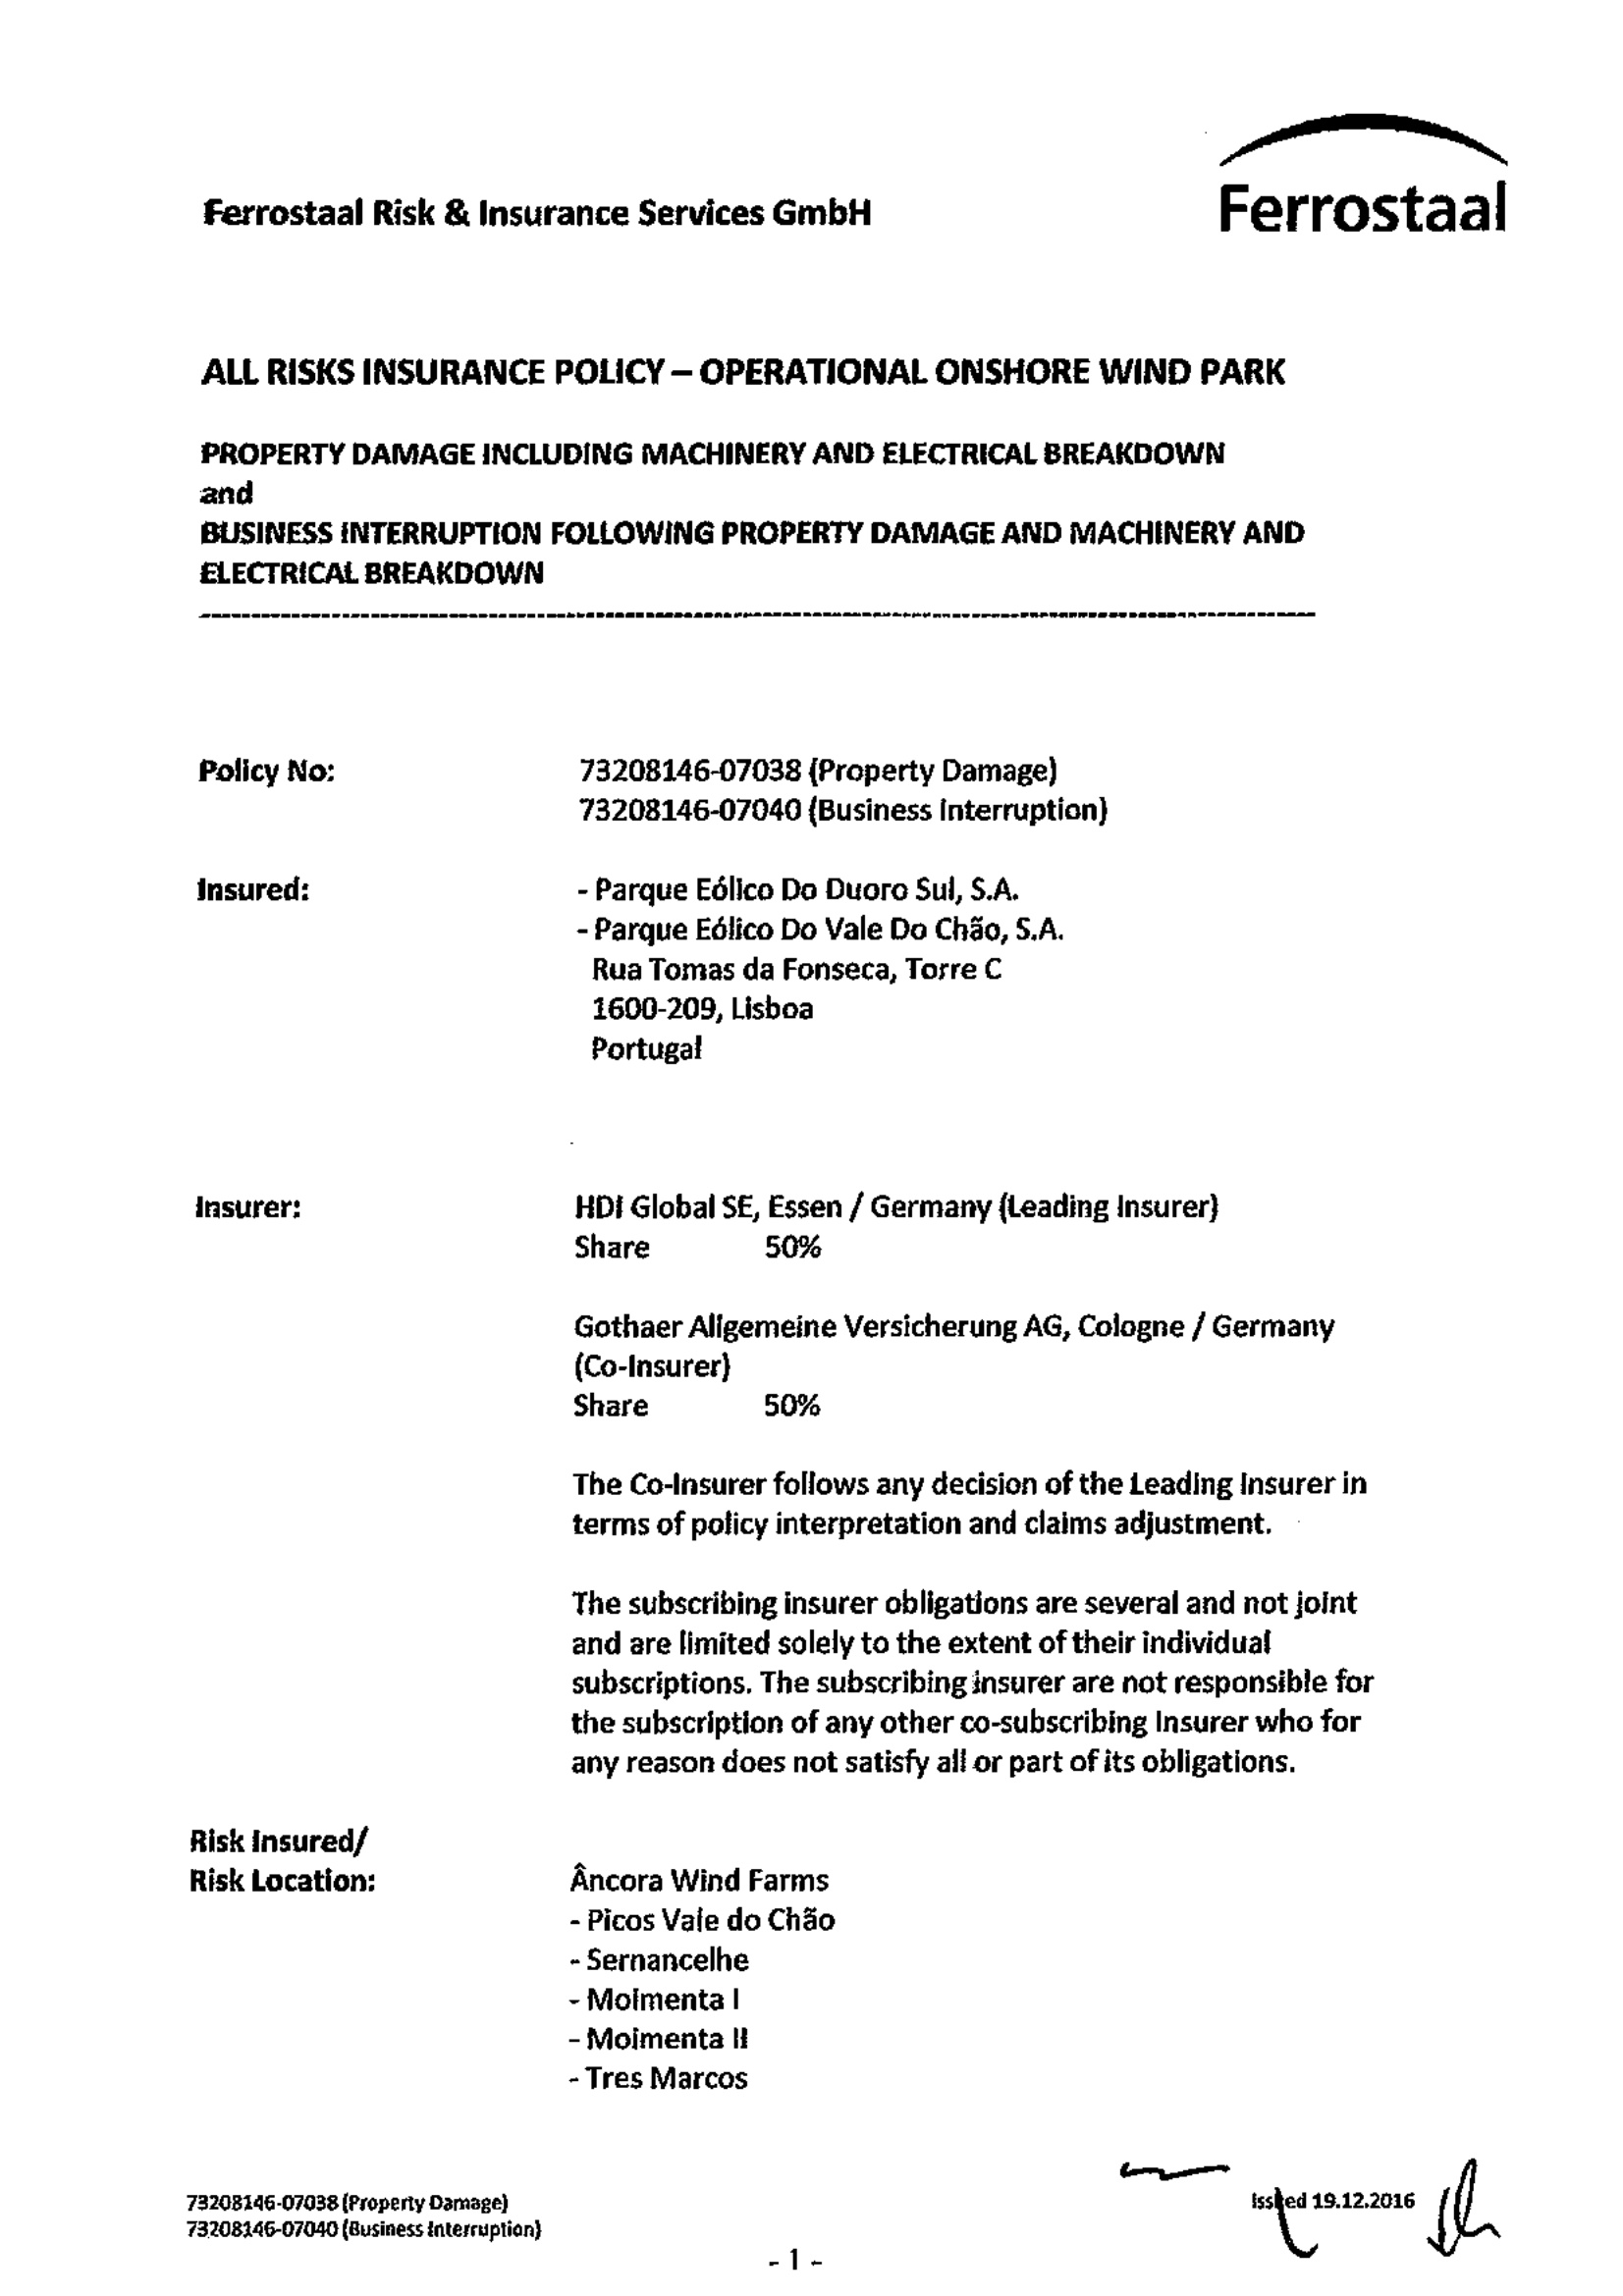 Ferrostaal Risk & Insurance Services GmbH
Ferrostaal
ALL RISKS INSURANCE POLICY – OPERATIONAL ONSHORE WIND PARK
PROPERTY DAMAGE INCLUDING MACHINERY AND ELECTRICAL BREAKDOWN
and
BUSINESS INTERRUPTION FOLLOWING PROPERTY DAMAGE AND MACHINERY AND
ELECTRICAL BREAKDOWN
Policy No: 73208146-07038 (Property Damage)
73208146-07040 (Business Interruption)
Insured: - Parque Eólico Do Duoro Sul, S.A.
- Parque Eólico Do Vale Do Chão, S.A.
Rua Tomas da Fonseca, Torre C
1600-209, Lisboa
Portugal
Insurer: HDI Global SE, Essen / Germany (Leading Insurer)
Share 50%
Gothaer Allgemeine Versicherung AG, Cologne / Germany
(Co-Insurer)
Share 50%
The Co-Insurer follows any decision of the Leading Insurer in
terms of policy interpretation and claims adjustment.
The subscribing insurer obligations are several and not joint
and are limited solely to the extent of their individual
subscriptions. The subscribing insurer are not responsible for
the subscription of any other co-subscribing Insurer who for
any reason does not satisfy all or part of its obligations.
Risk Insured/
Risk Location: Âncora Wind Farms
- Picos Vale do Chão
- Sernancelhe
- Moimenta I
- Moimenta II
- Tres Marcos
73208146-07038 (Property Damage)
73208146-07040 (Business Interruption)
Issued 19.12.2016
- 1 -